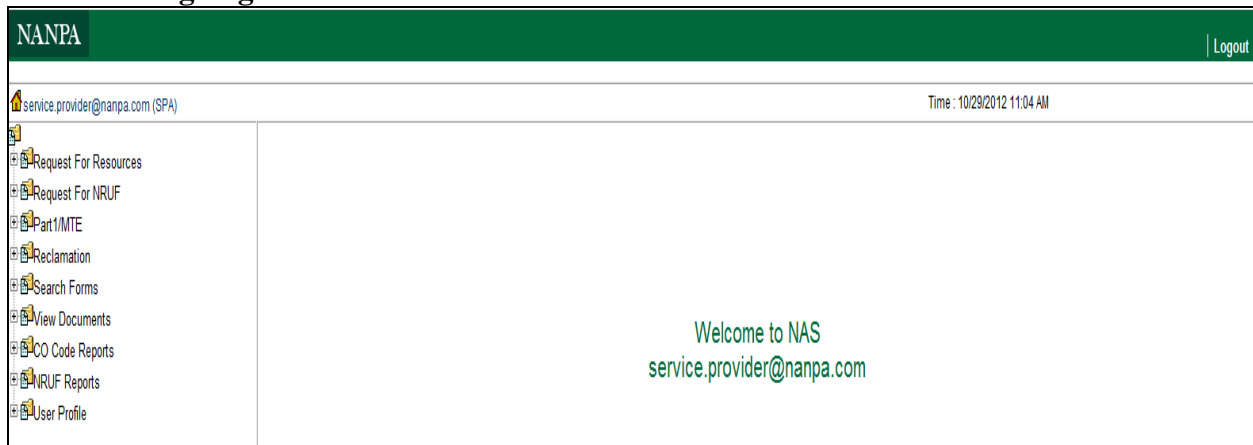 NANPA
Logout
service.provider@nanpa.com (SPA)
Time : 10/29/2012 11:04 AM
Request For Resources
Request For NRUF
Part1/MTE
Reclamation
Search Forms
View Documents
CO Code Reports
NRUF Reports
User Profile
Welcome to NAS
service.provider@nanpa.com